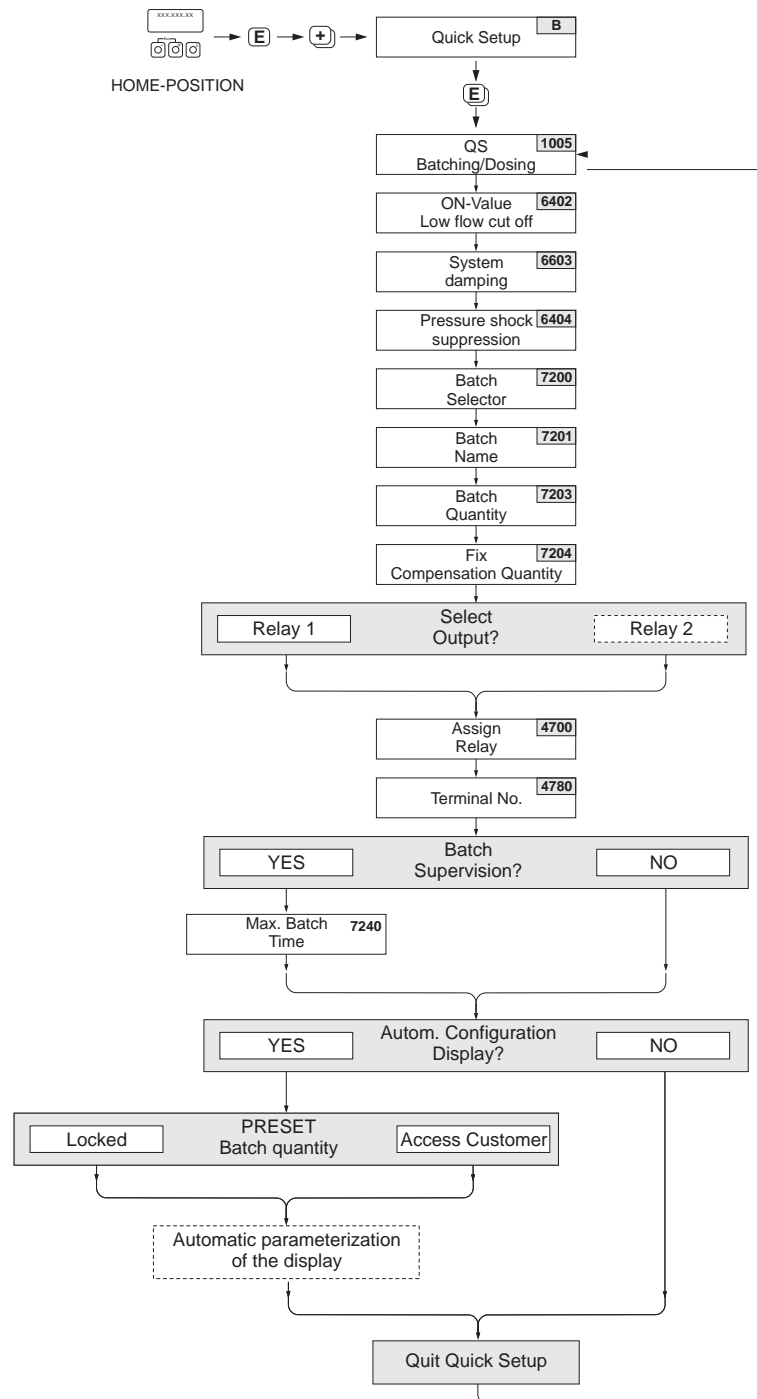 XXX.XXX.XX
Esc
E
+
Quick Setup
B
HOME-POSITION
E
QS
1005
Batching/Dosing
ON-Value
6402
Low flow cut off
System
6603
damping
Pressure shock
6404
suppression
Batch
7200
Selector
Batch
7201
Name
Batch
7203
Quantity
Fix
7204
Compensation Quantity
Select
Output?
Relay 1
Relay 2
Assign
4700
Relay
Terminal No.
4780
Batch
Supervision?
YES
NO
Max. Batch
7240
Time
Autom. Configuration
Display?
YES
NO
PRESET
Batch quantity
Locked
Access Customer
Automatic parameterization
of the display
Quit Quick Setup